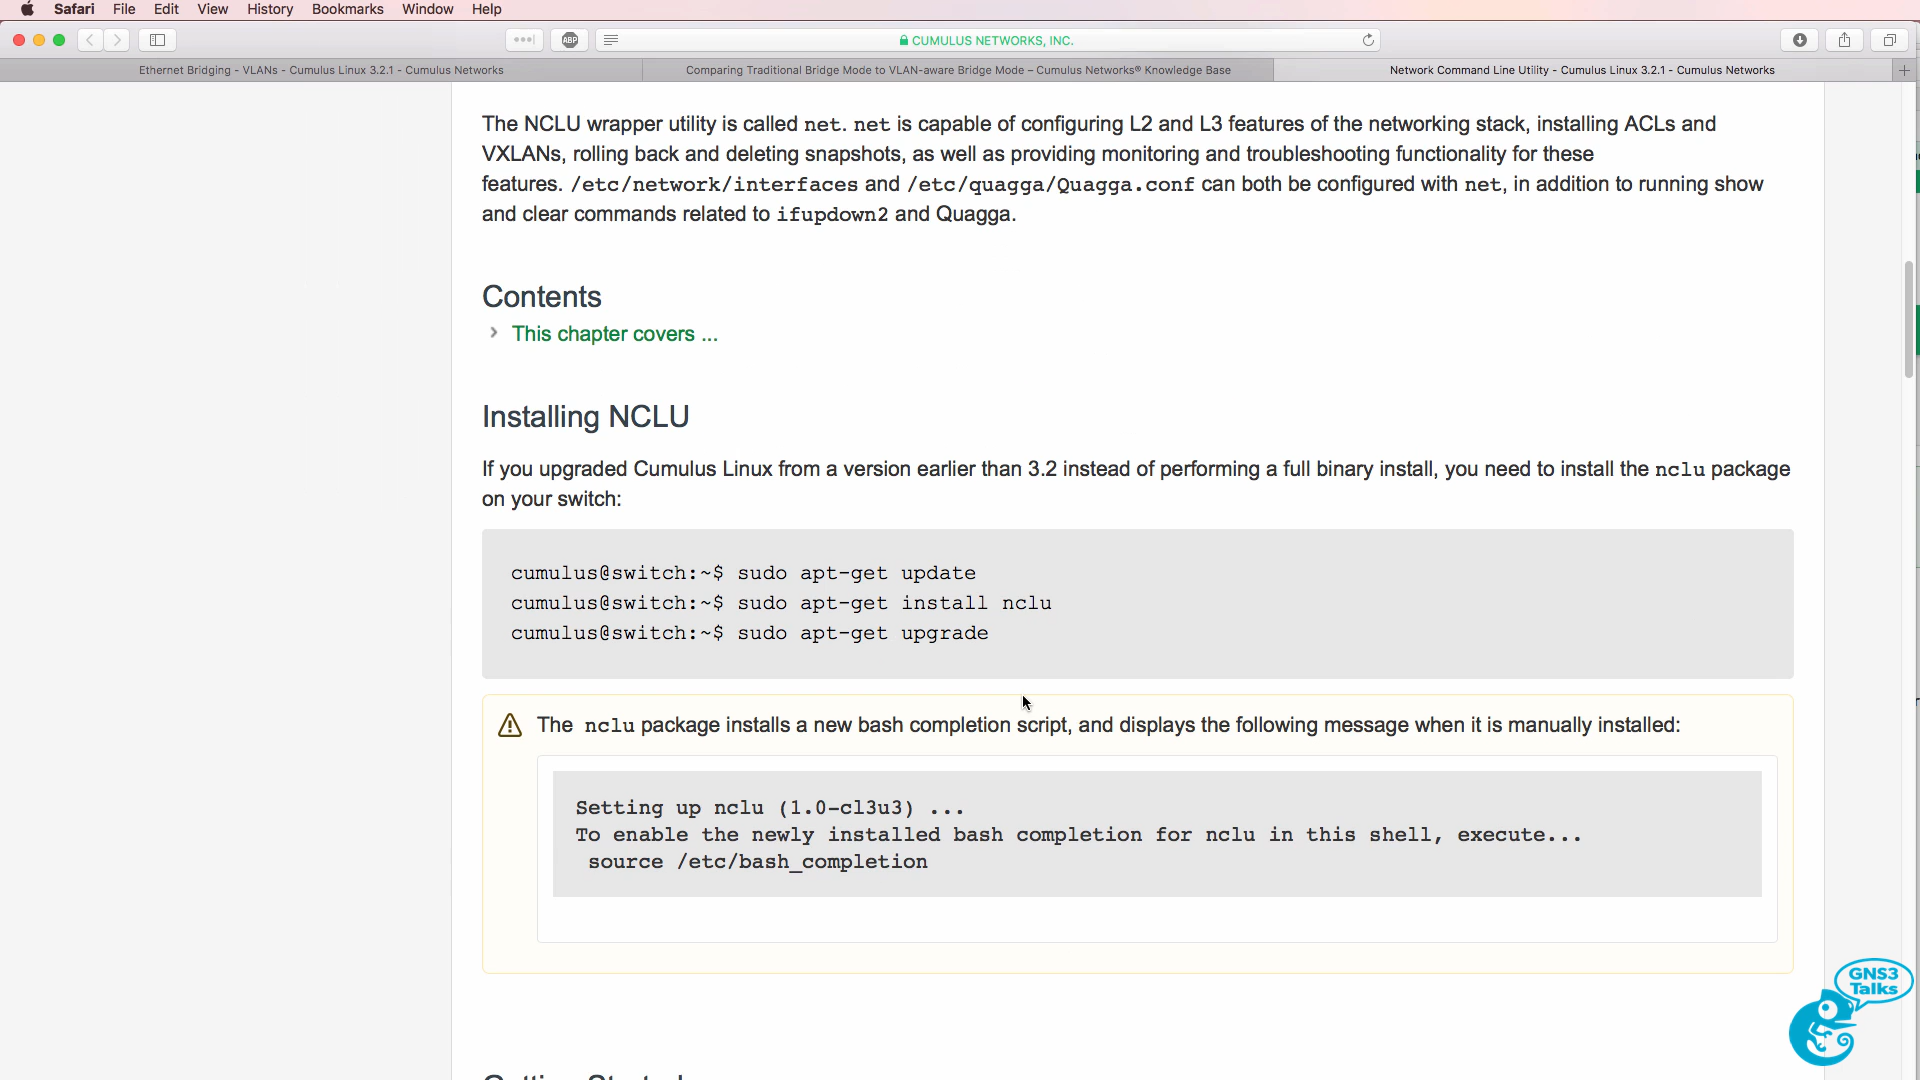 Safari File Edit View History Bookmarks Window Help
ABP
CUMULUS NETWORKS, INC.
Ethernet Bridging - VLANs - Cumulus Linux 3.2.1 - Cumulus Networks
Comparing Traditional Bridge Mode to VLAN-aware Bridge Mode – Cumulus Networks® Knowledge Base
Network Command Line Utility - Cumulus Linux 3.2.1 - Cumulus Networks
The NCLU wrapper utility is called net. net is capable of configuring L2 and L3 features of the networking stack, installing ACLs and
VXLANs, rolling back and deleting snapshots, as well as providing monitoring and troubleshooting functionality for these
features. /etc/network/interfaces and /etc/quagga/Quagga.conf can both be configured with net, in addition to running show
and clear commands related to ifupdown2 and Quagga.
Contents
This chapter covers ...
Installing NCLU
If you upgraded Cumulus Linux from a version earlier than 3.2 instead of performing a full binary install, you need to install the nclu package
on your switch:
cumulus@switch:~$ sudo apt-get update
cumulus@switch:~$ sudo apt-get install nclu
cumulus@switch:~$ sudo apt-get upgrade
The nclu package installs a new bash completion script, and displays the following message when it is manually installed:
Setting up nclu (1.0-cl3u3) ...
To enable the newly installed bash completion for nclu in this shell, execute...
source /etc/bash_completion
GNS3
Talks